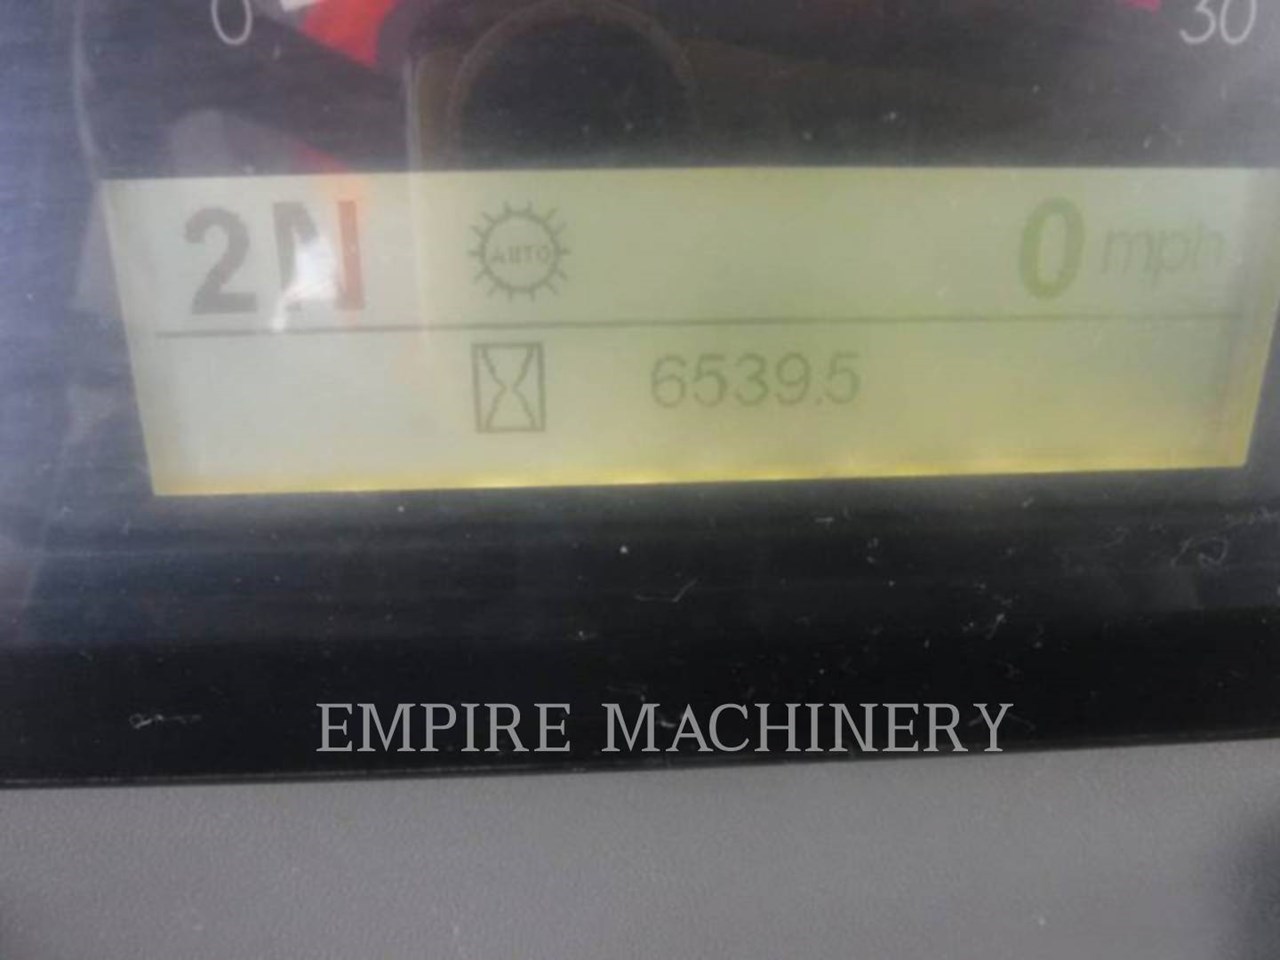 0 30
2N AUTO 0 mph
6539.5
EMPIRE MACHINERY